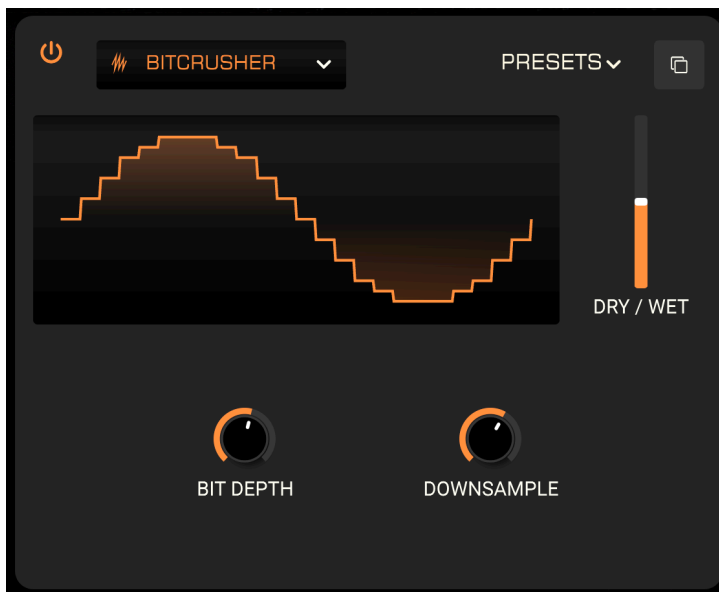 BITCRUSHER
PRESETS
DRY / WET
BIT DEPTH
DOWNSAMPLE